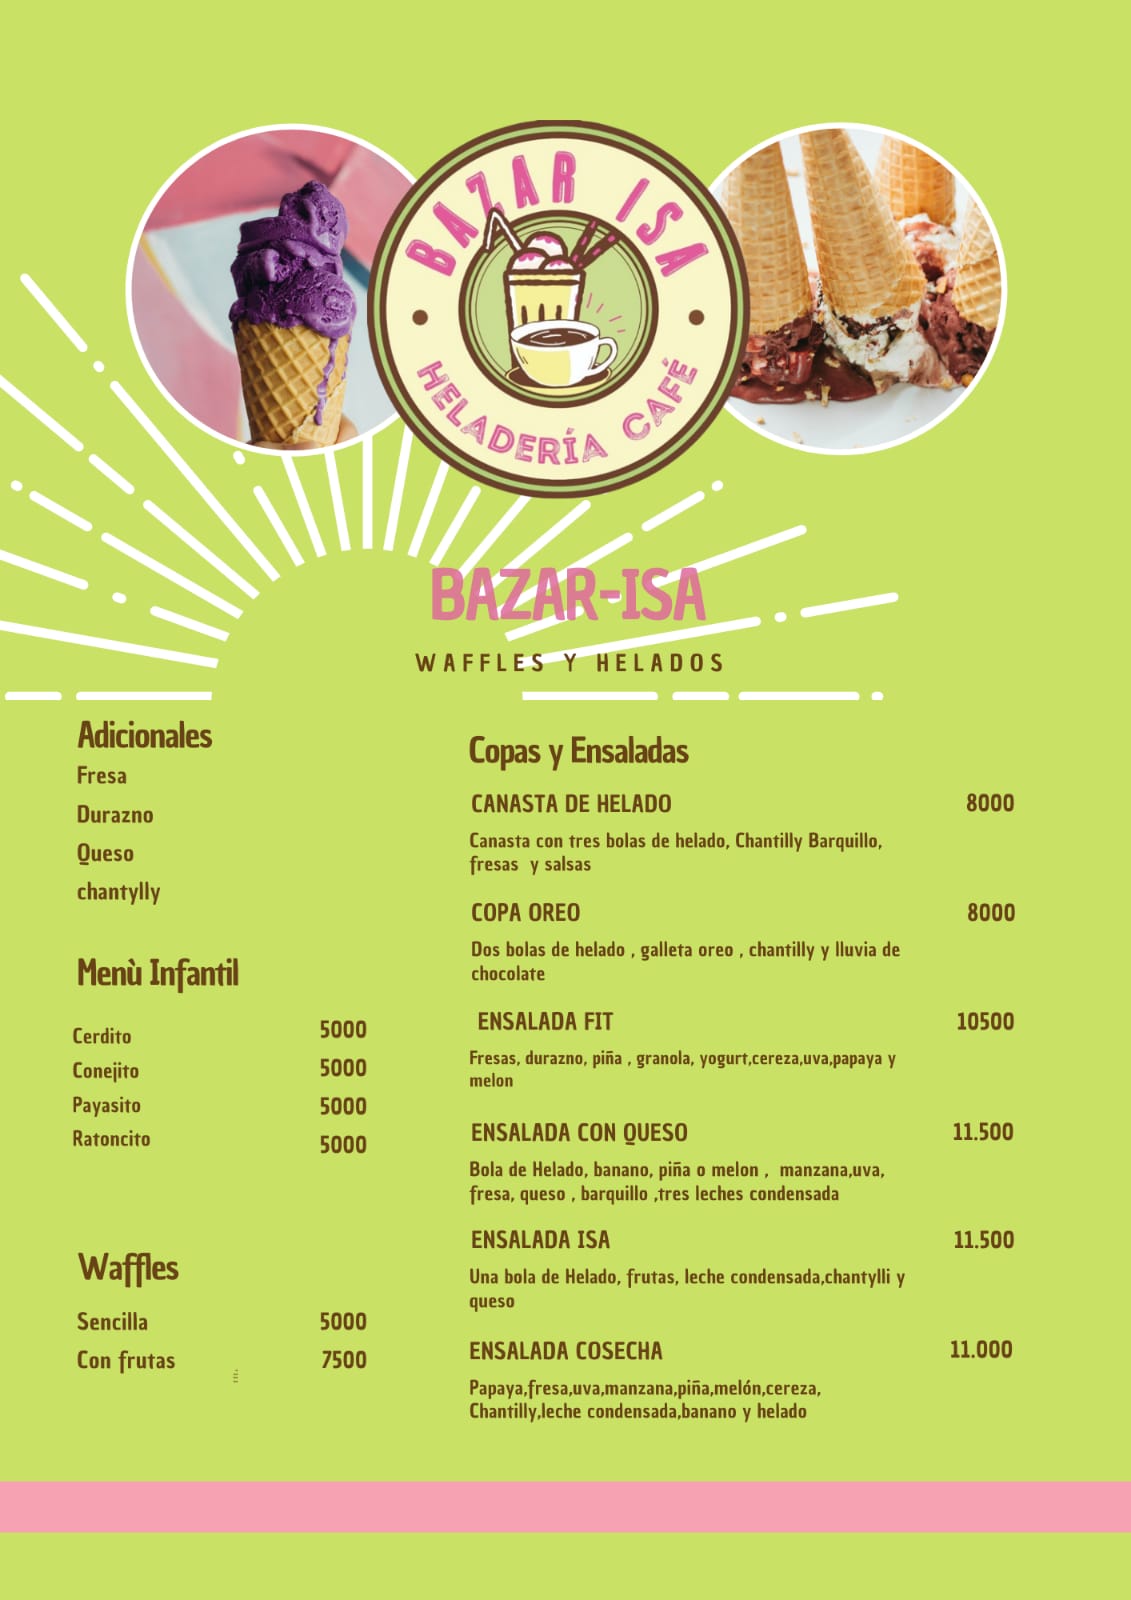 BAZAR ISA
HELADERÍA CAFÉ
BAZAR-ISA
WAFFLES Y HELADOS
Adicionales
Fresa
Durazno
Queso
chantylly
Menù Infantil
Cerdito 5000
Conejito 5000
Payasito 5000
Ratoncito 5000
Waffles
Sencilla 5000
Con frutas 7500
Copas y Ensaladas
CANASTA DE HELADO 8000
Canasta con tres bolas de helado, Chantilly Barquillo,
fresas y salsas
COPA OREO 8000
Dos bolas de helado , galleta oreo , chantilly y lluvia de
chocolate
ENSALADA FIT 10500
Fresas, durazno, piña , granola, yogurt,cereza,uva,papaya y
melon
ENSALADA CON QUESO 11.500
Bola de Helado, banano, piña o melon , manzana,uva,
fresa, queso , barquillo ,tres leches condensada
ENSALADA ISA 11.500
Una bola de Helado, frutas, leche condensada,chantylli y
queso
ENSALADA COSECHA 11.000
Papaya,fresa,uva,manzana,piña,melón,cereza,
Chantilly,leche condensada,banano y helado